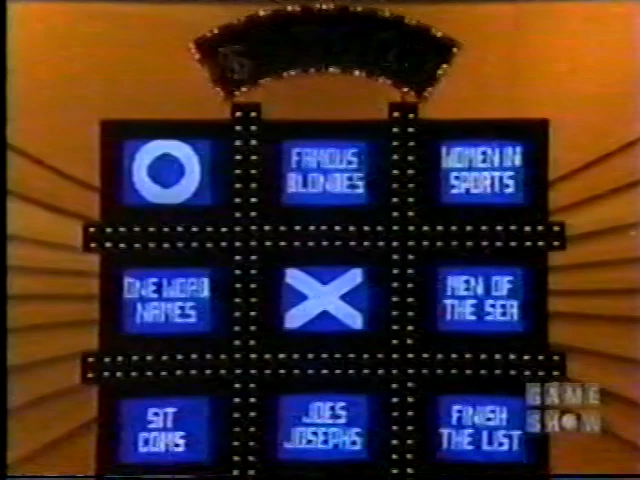 O
FAMOUS
BLONDES
WOMEN IN
SPORTS
ONE WORD
NAMES
X
MEN OF
THE SEA
SIT
COMS
JOES
JOSEPHS
FINISH
THE LIST
GAME
SHOW